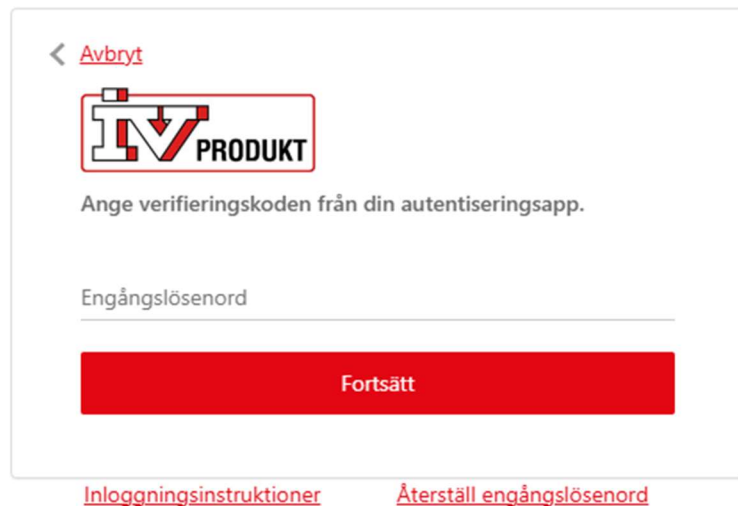 Avbryt
IV PRODUKT
Ange verifieringskoden från din autentiseringsapp.
Engångslösenord
Fortsätt
Inloggningsinstruktioner Återställ engångslösenord